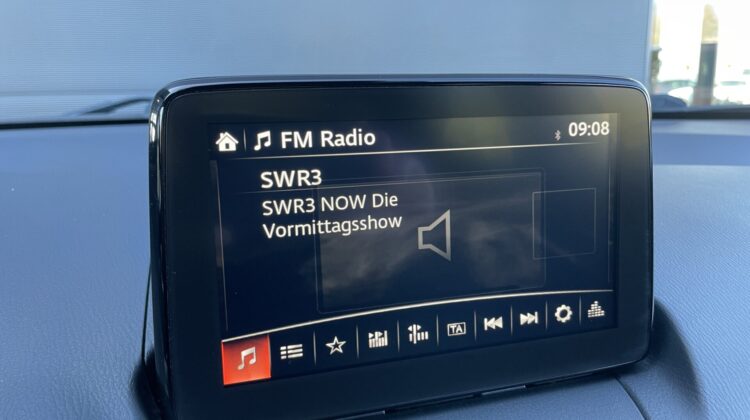 FM Radio
09:08
SWR3
SWR3 NOW Die
Vormittagsshow
TA